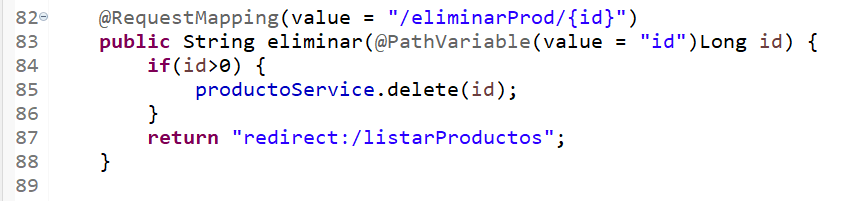 82 @RequestMapping(value = "/eliminarProd/{id}")
83 public String eliminar(@PathVariable(value = "id")Long id) {
84 if(id>0) {
85 productoService.delete(id);
86 }
87 return "redirect:/listarProductos";
88 }
89